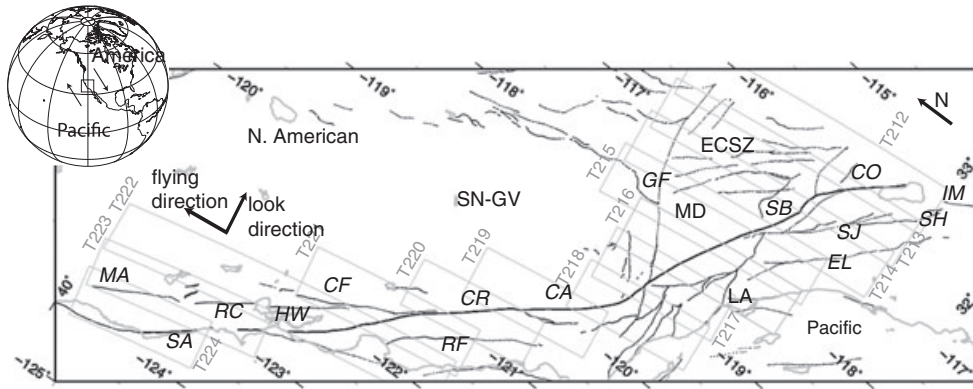 America
Pacific
-120
-119
-118
-117
-116
-115
N
N. American
T212
T215
ECSZ
33
GF
CO
IM
flying
direction
T222
look
direction
SN-GV
T216
MD
SB
SH
SJ
T223
T220
T219
T218
T213
EL
T214
MA
CF
40
RC
HW
CR
CA
LA
32
SA
RF
T217
Pacific
T224
-125
-124
-123
-122
-121
-120
-119
-118
-117